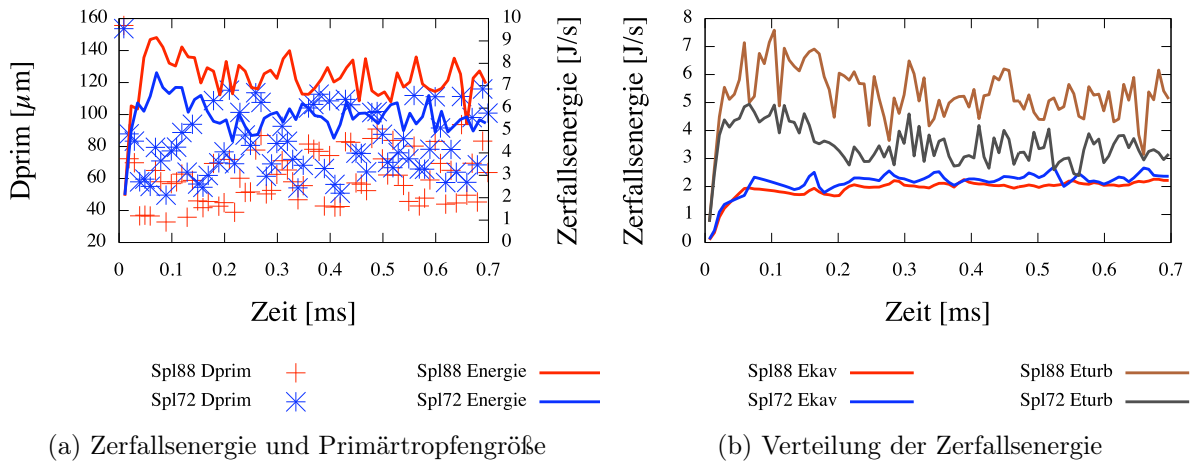 Dprim [µm]
160
140
120
100
80
60
40
20
0
0.1
0.2
0.3
0.4
0.5
0.6
0.7
Zeit [ms]
10
9
8
7
6
5
4
3
2
1
0
Zerfallsenergie [J/s]
Spl88 Dprim
Spl72 Dprim
Spl88 Energie
Spl72 Energie
(a) Zerfallsenergie und Primärtropfengröße
Zerfallsenergie [J/s]
8
7
6
5
4
3
2
1
0
0
0.1
0.2
0.3
0.4
0.5
0.6
0.7
Zeit [ms]
Spl88 Ekav
Spl72 Ekav
Spl88 Eturb
Spl72 Eturb
(b) Verteilung der Zerfallsenergie